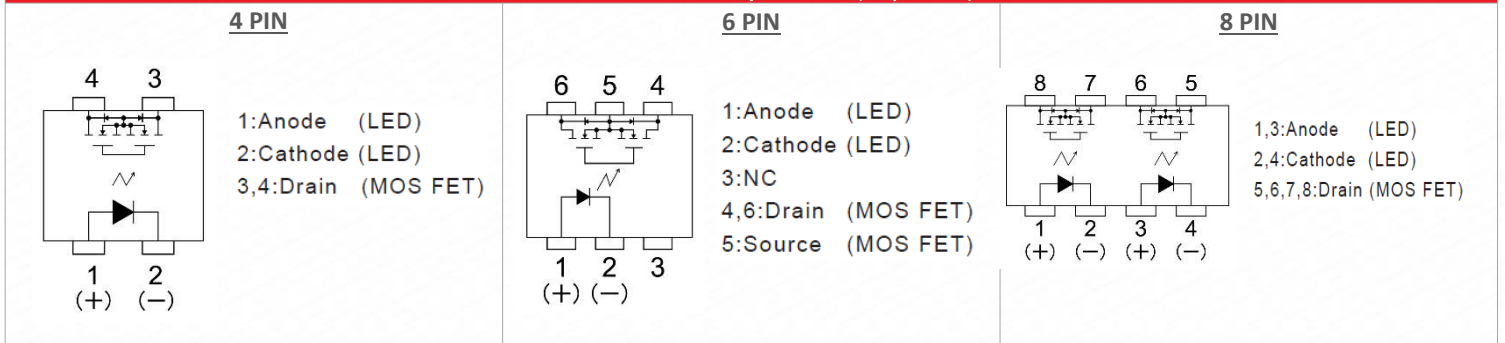 4 PIN
4 3
1:Anode (LED)
2:Cathode (LED)
3,4:Drain (MOS FET)
1 2
(+) (−)
6 PIN
6 5 4
1:Anode (LED)
2:Cathode (LED)
3:NC
4,6:Drain (MOS FET)
5:Source (MOS FET)
1 2 3
(+) (−)
8 PIN
8 7 6 5
1,3:Anode (LED)
2,4:Cathode (LED)
5,6,7,8:Drain (MOS FET)
1 2 3 4
(+) (−) (+) (−)